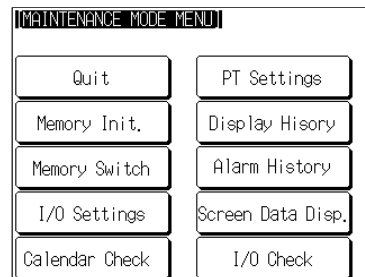 [MAINTENANCE MODE MENU]
Quit
PT Settings
Memory Init.
Display Hisory
Memory Switch
Alarm History
I/O Settings
Screen Data Disp.
Calendar Check
I/O Check